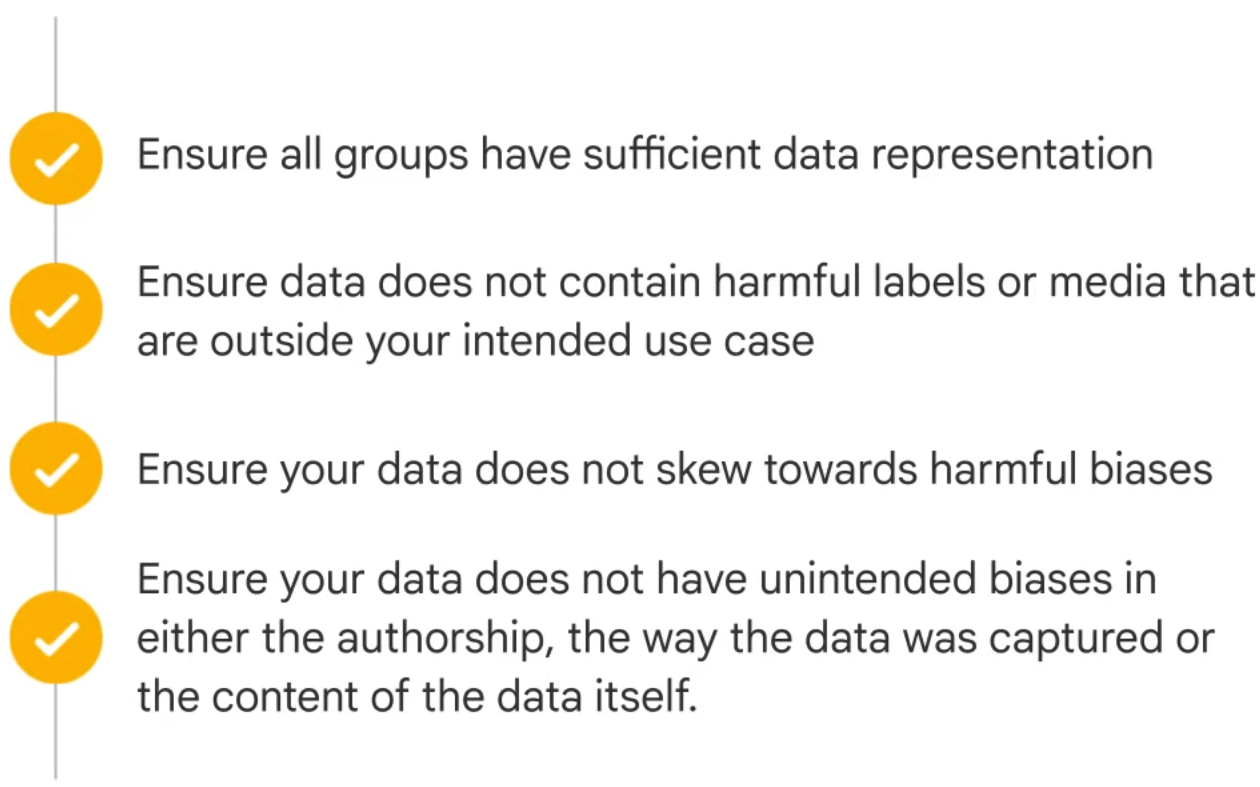 Ensure all groups have sufficient data representation
Ensure data does not contain harmful labels or media that
are outside your intended use case
Ensure your data does not skew towards harmful biases
Ensure your data does not have unintended biases in
either the authorship, the way the data was captured or
the content of the data itself.